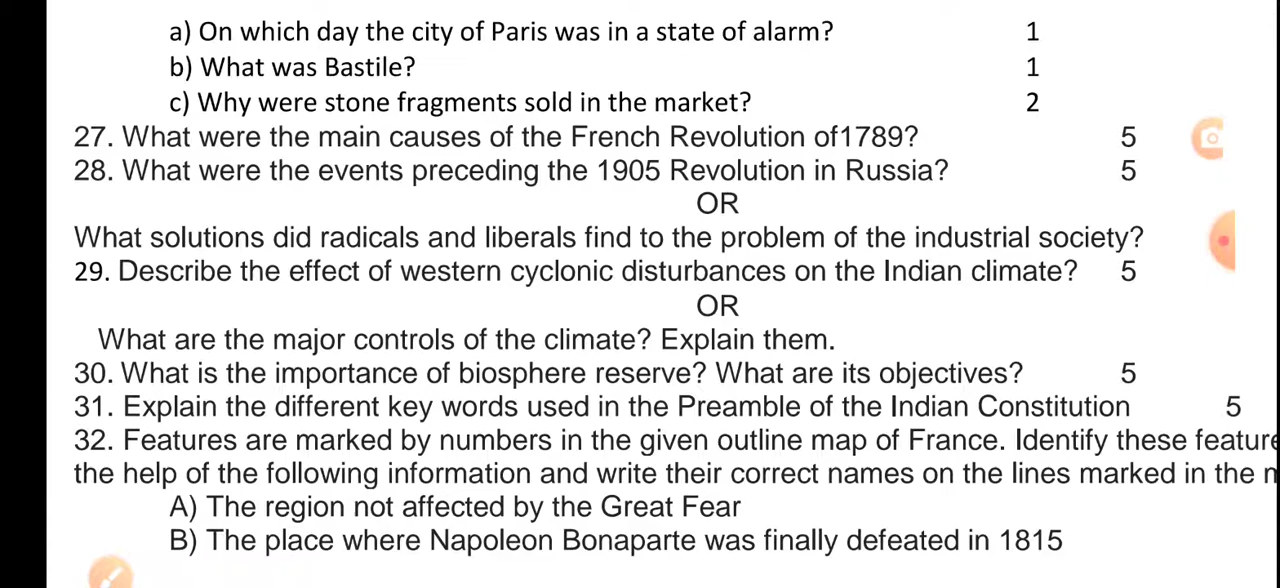 a) On which day the city of Paris was in a state of alarm? 1
b) What was Bastile? 1
c) Why were stone fragments sold in the market? 2
27. What were the main causes of the French Revolution of1789? 5
28. What were the events preceding the 1905 Revolution in Russia? 5
OR
What solutions did radicals and liberals find to the problem of the industrial society?
29. Describe the effect of western cyclonic disturbances on the Indian climate? 5
OR
What are the major controls of the climate? Explain them.
30. What is the importance of biosphere reserve? What are its objectives? 5
31. Explain the different key words used in the Preamble of the Indian Constitution 5
32. Features are marked by numbers in the given outline map of France. Identify these feature
the help of the following information and write their correct names on the lines marked in the
A) The region not affected by the Great Fear
B) The place where Napoleon Bonaparte was finally defeated in 1815